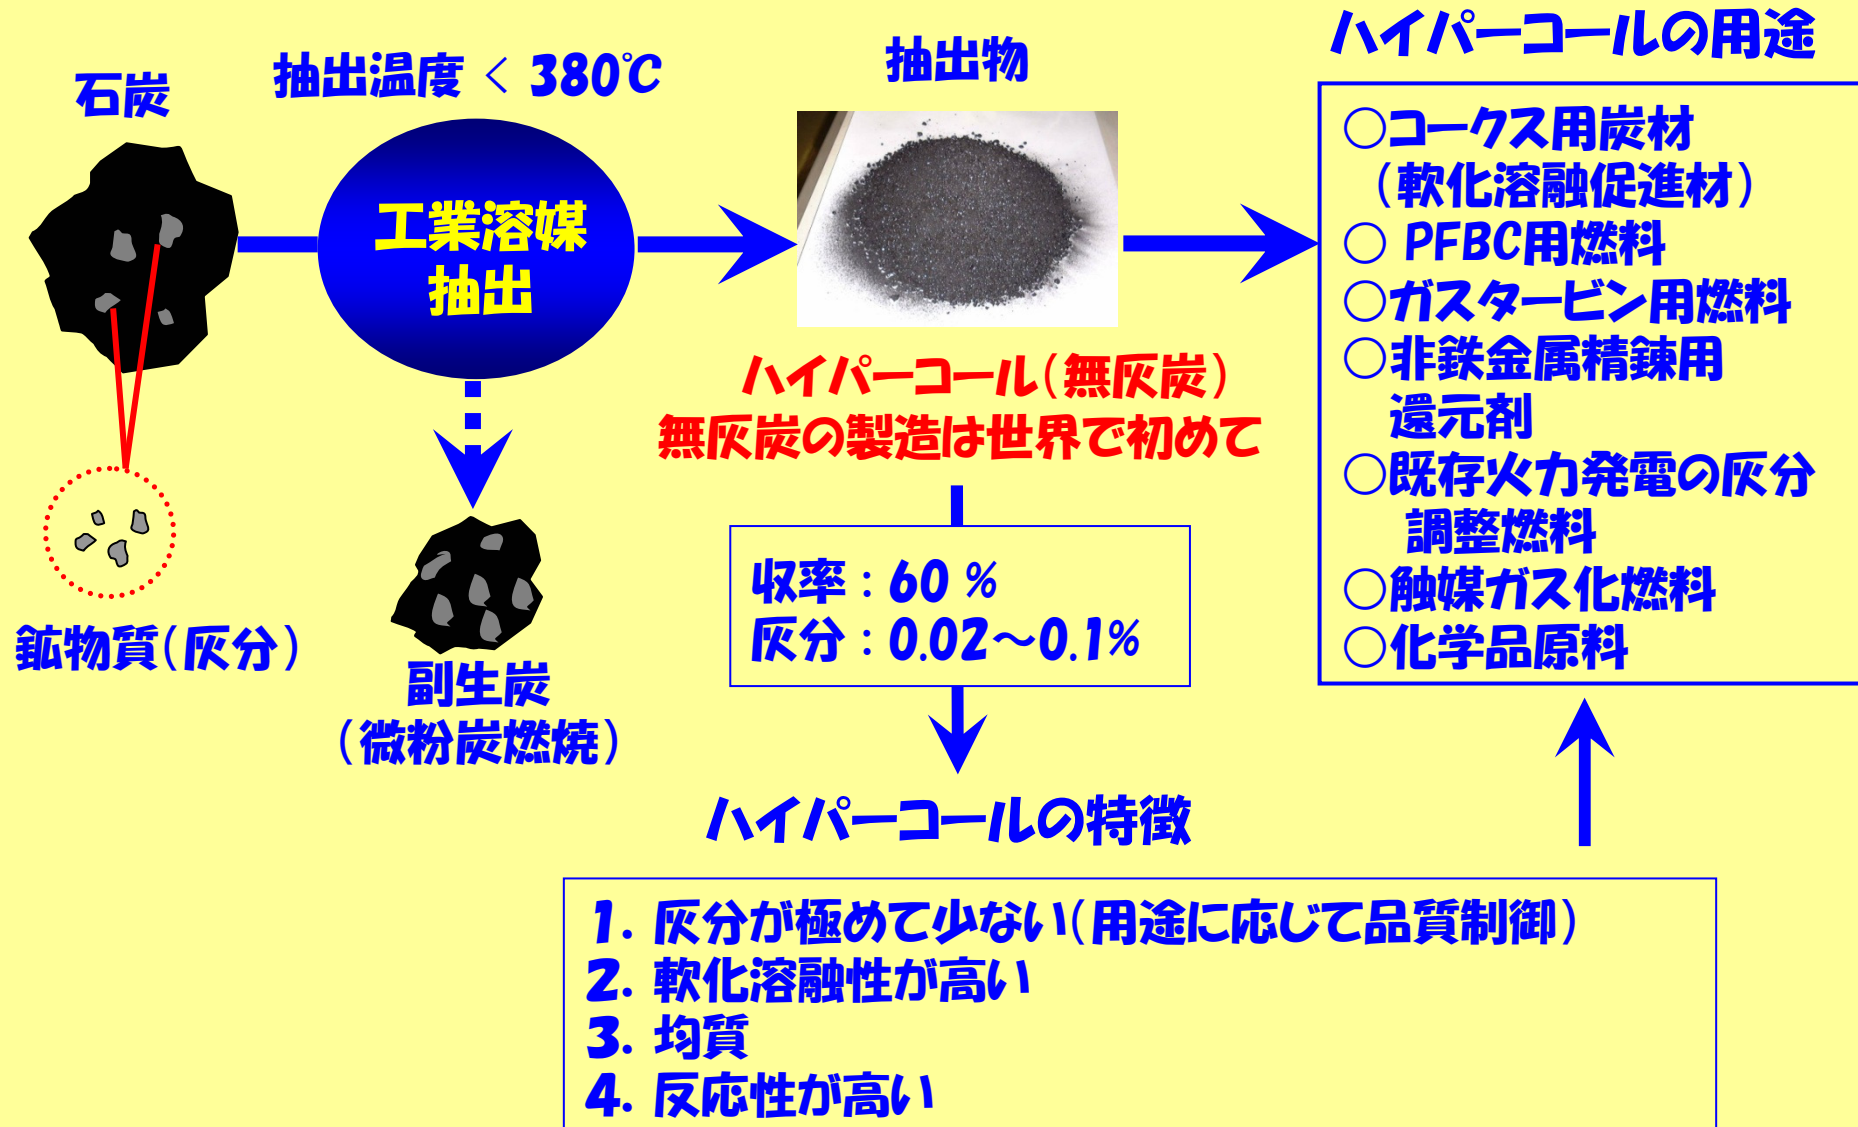 石炭
抽出温度 < 380℃
工業溶媒
抽出
抽出物
ハイパーコール(無灰炭)
無灰炭の製造は世界で初めて
鉱物質(灰分)
副生炭
(微粉炭燃焼)
収率:60 %
灰分:0.02~0.1%
ハイパーコールの用途
○コークス用炭材
(軟化溶融促進材)
○ PFBC用燃料
○ガスタービン用燃料
○非鉄金属精錬用
還元剤
○既存火力発電の灰分
調整燃料
○触媒ガス化燃料
○化学品原料
ハイパーコールの特徴
1. 灰分が極めて少ない(用途に応じて品質制御)
2. 軟化溶融性が高い
3. 均質
4. 反応性が高い